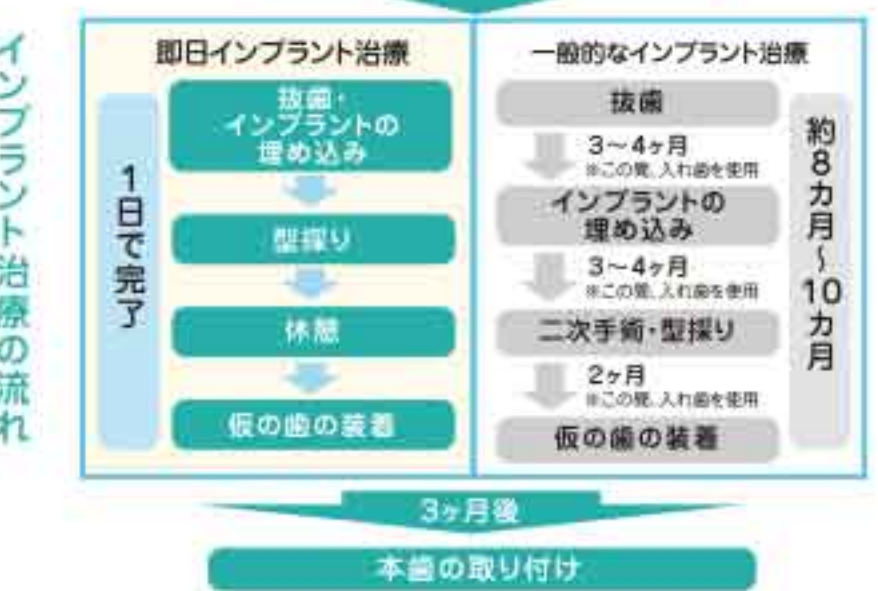 インプラント治療の流れ
即日インプラント治療
1日で完了
抜歯・
インプラントの
埋め込み
型採り
休憩
仮の歯の装着
一般的なインプラント治療
抜歯
3〜4ヶ月
※この間、入れ歯を使用
インプラントの
埋め込み
3〜4ヶ月
※この間、入れ歯を使用
二次手術・型採り
2ヶ月
※この間、入れ歯を使用
仮の歯の装着
約8カ月〜10カ月
3ヶ月後
本歯の取り付け